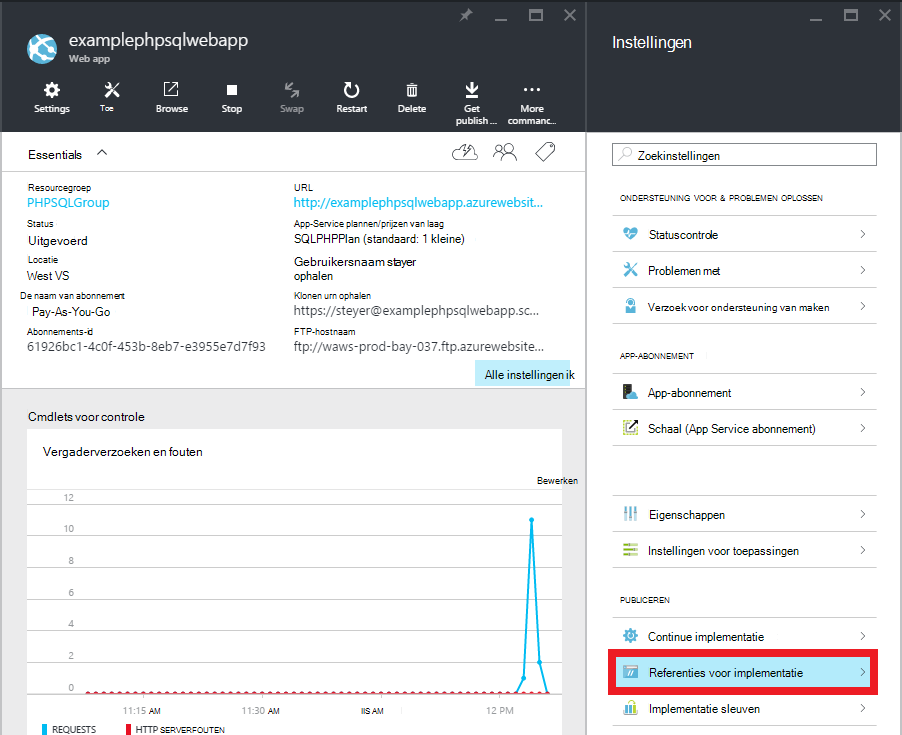 examplephpsqlwebapp
Web app
Settings
Toe
Browse
Stop
Swap
Restart
Delete
Get publish ...
More commanc...
Essentials
Resourcegroep
PHPSQLGroup
Status
Uitgevoerd
Locatie
West VS
De naam van abonnement
Pay-As-You-Go
Abonnements-id
61926bc1-4c0f-453b-8eb7-e3955e7d7f93
URL
http://examplephpsqlwebapp.azurewebsit...
App-Service plannen/prijzen van laag
SQLPHPPlan (standaard: 1 kleine)
Gebruikersnaam stayer
ophalen
Klonen urn ophalen
https://steyer@examplephpsqlwebapp.sc...
FTP-hostnaam
ftp://waws-prod-bay-037.ftp.azurewebsite...
Alle instellingen ik
Cmdlets voor controle
Vergaderverzoeken en fouten
Bewerken
12
10
8
6
4
2
0
11:15 AM
11:30 AM
IIS AM
12 PM
REQUESTS
HTTP SERVERFOUTEN
Instellingen
Zoekinstellingen
ONDERSTEUNING VOOR & PROBLEMEN OPLOSSEN
Statuscontrole
Problemen met
Verzoek voor ondersteuning van maken
APP-ABONNEMENT
App-abonnement
Schaal (App Service abonnement)
Eigenschappen
Instellingen voor toepassingen
PUBLICEREN
Continue implementatie
Referenties voor implementatie
Implementatie sleuven